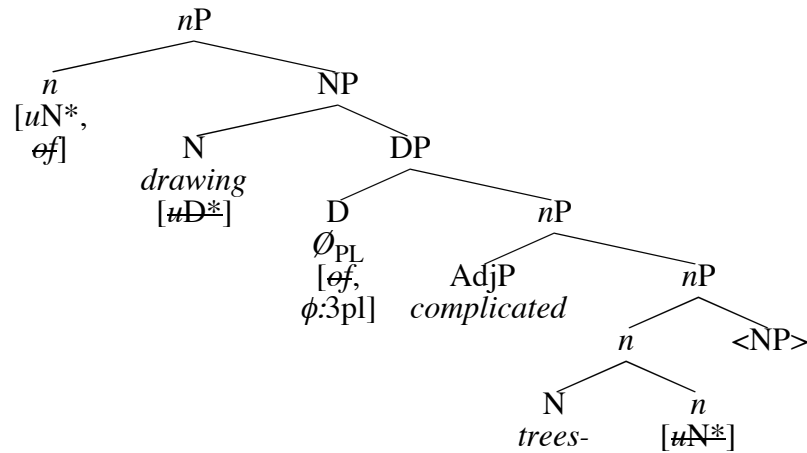 nP
n NP
[uN*,
of] N DP
drawing
[uD*] D nP
Ø_PL
[of, AdjP nP
ϕ:3pl] complicated
n <NP>
N n
trees- [uN*]